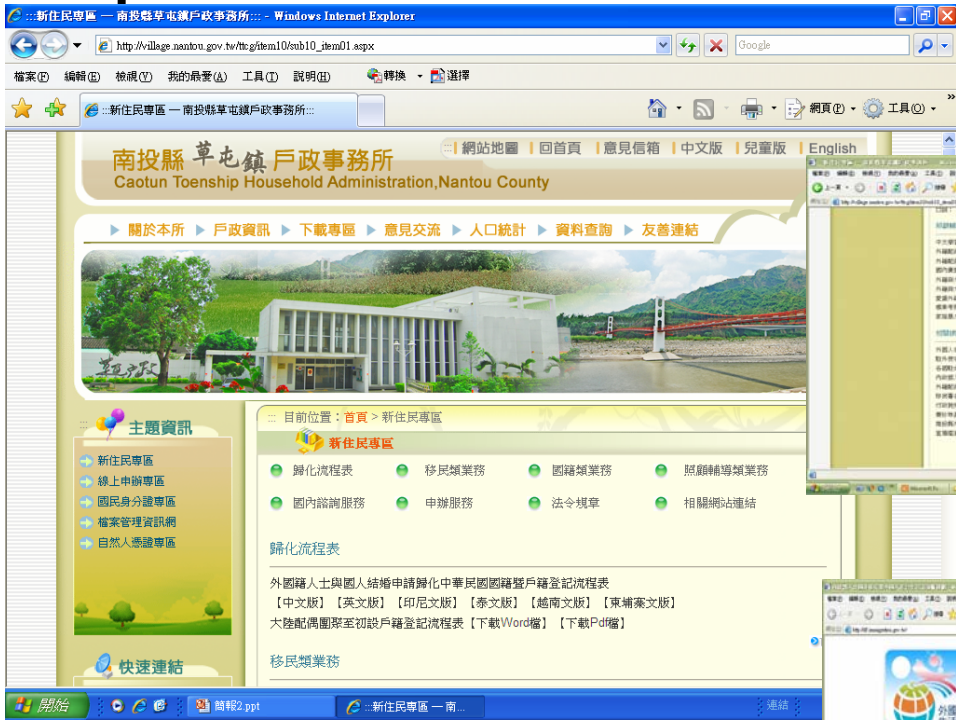 :::新住民專區 — 南投縣草屯鎮戶政事務所::: - Windows Internet Explorer
http://village.nantou.gov.tw/ttcg/item10/sub10_item01.aspx
Google
檔案(F) 編輯(E) 檢視(V) 我的最愛(A) 工具(T) 說明(H) 轉換 選擇
:::新住民專區 — 南投縣草屯鎮戶政事務所:::
網頁(P) 工具(O)
:::| 網站地圖 | 回首頁 | 意見信箱 | 中文版 | 兒童版 | English
南投縣 草屯鎮 戶政事務所
Caotun Toenship Household Administration,Nantou County
關於本所 戶政資訊 下載專區 意見交流 人口統計 資料查詢 友善連結
草屯戶政
主題資訊
新住民專區
線上申辦專區
國民身分證專區
檔案管理資訊網
自然人憑證專區
快速連結
::: 目前位置：首頁 > 新住民專區
新住民專區
歸化流程表 移民類業務 國籍類業務 照顧輔導類業務
國內諮詢服務 申辦服務 法令規章 相關網站連結
歸化流程表
外國籍人士與國人結婚申請歸化中華民國國籍暨戶籍登記流程表
【中文版】【英文版】【印尼文版】【泰文版】【越南文版】【柬埔寨文版】
大陸配偶團聚至初設戶籍登記流程表【下載Word檔】【下載Pdf檔】
移民類業務
開始 簡報2.ppt :::新住民專區 — 南... 連結